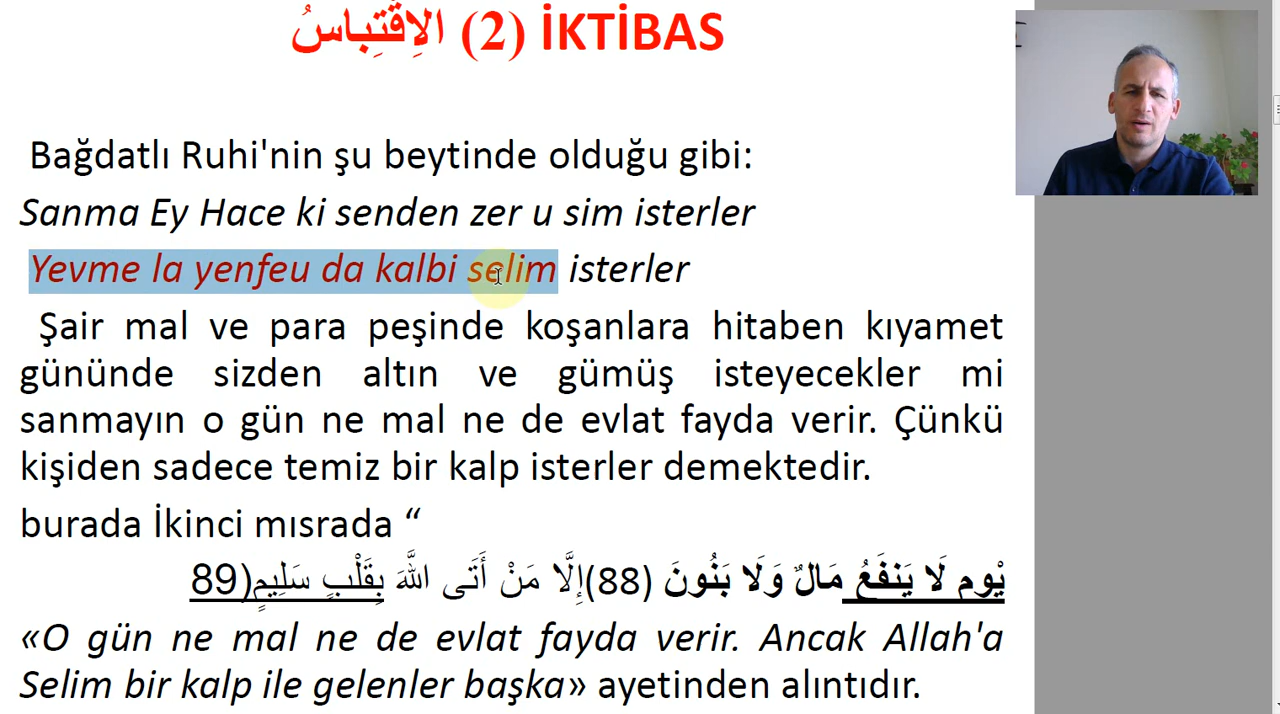 الِاقْتِباسُ (2) İKTİBAS
Bağdatlı Ruhi'nin şu beytinde olduğu gibi:
Sanma Ey Hace ki senden zer u sim isterler
Yevme la yenfeu da kalbi selim isterler
Şair mal ve para peşinde koşanlara hitaben kıyamet
gününde sizden altın ve gümüş isteyecekler mi
sanmayın o gün ne mal ne de evlat fayda verir. Çünkü
kişiden sadece temiz bir kalp isterler demektedir.
burada İkinci mısrada “
يْوم لَا يَنفَعُ مَالٌ وَلَا بَنُونَ (88)إِلَّا مَنْ أَتَى اللَّهَ بِقَلْبٍ سَلِيمٍ(89
«O gün ne mal ne de evlat fayda verir. Ancak Allah'a
Selim bir kalp ile gelenler başka» ayetinden alıntıdır.